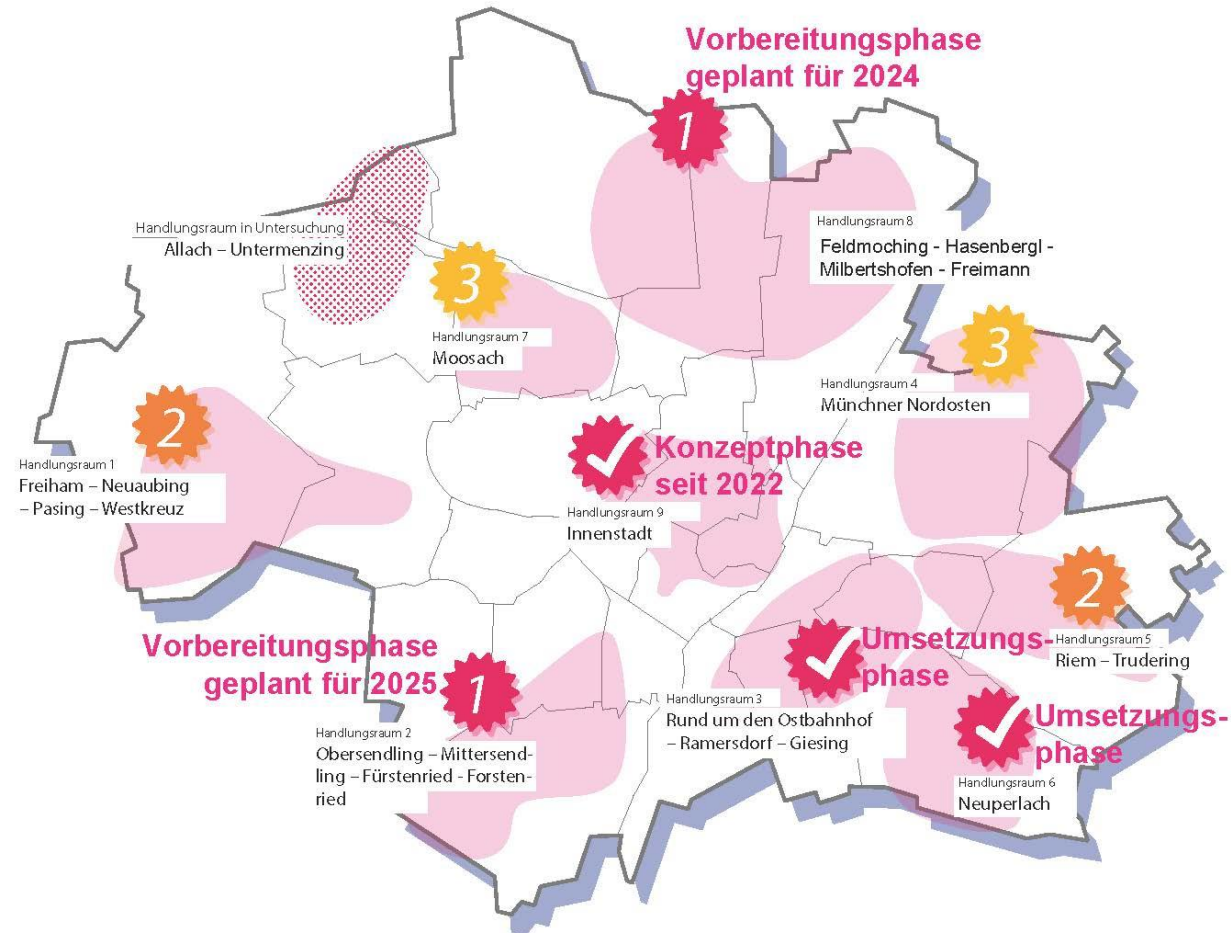 Vorbereitungsphase
geplant für 2024
1
Handlungsraum in Untersuchung
Allach – Untermenzing
Handlungsraum 8
Feldmoching - Hasenbergl -
Milbertshofen - Freimann
3
Handlungsraum 7
Moosach
3
Handlungsraum 4
Münchner Nordosten
2
Handlungsraum 1
Freiham – Neuaubing
– Pasing – Westkreuz
Konzeptphase
seit 2022
Handlungsraum 9
Innenstadt
2
Handlungsraum 5
Riem – Trudering
Vorbereitungsphase
geplant für 2025
1
Handlungsraum 2
Obersendling – Mittersend-
ling – Fürstenried - Forsten-
ried
Umsetzungs-
phase
Handlungsraum 3
Rund um den Ostbahnhof
– Ramersdorf – Giesing
Umsetzungs-
phase
Handlungsraum 6
Neuperlach